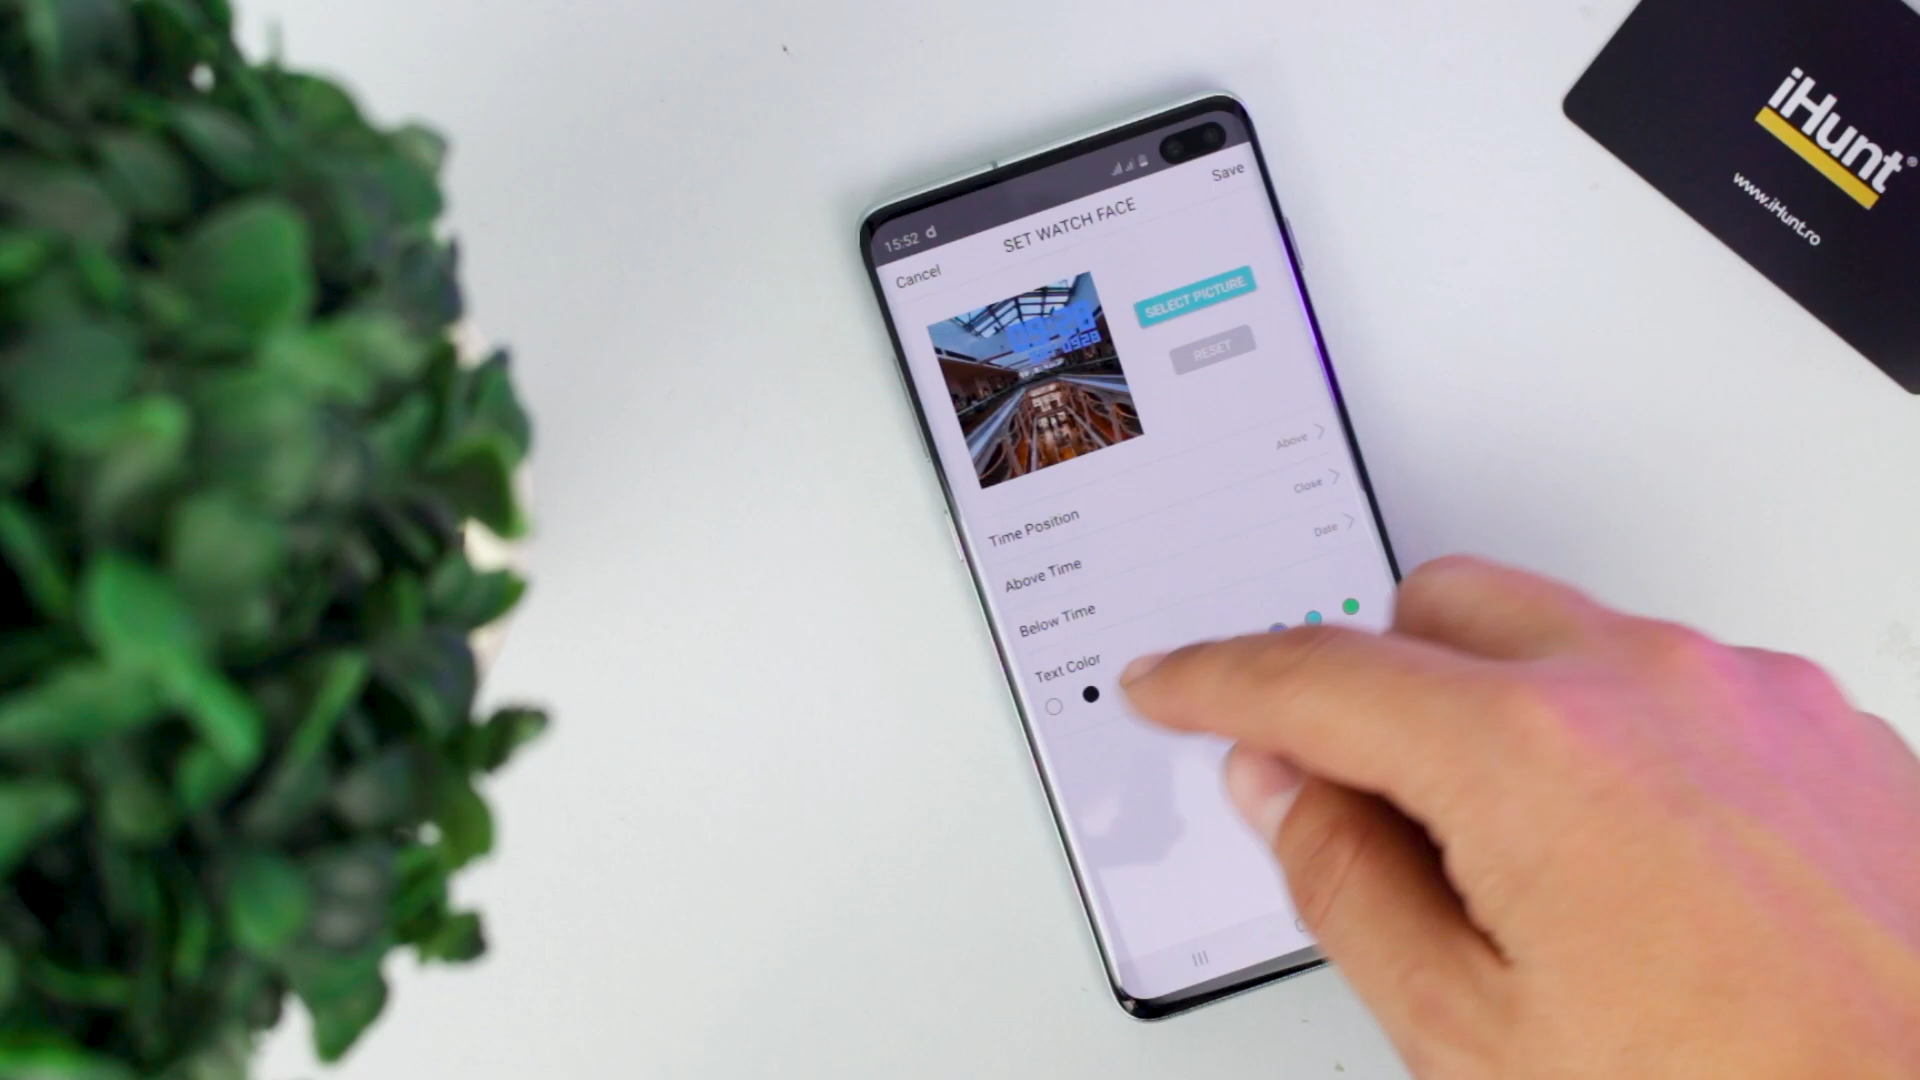 15:52 d
Cancel
SET WATCH FACE
Save
SELECT PICTURE
RESET
0928
Time Position
Above
Above Time
Close
Below Time
Date
Text Color
iHunt®
www.iHunt.ro